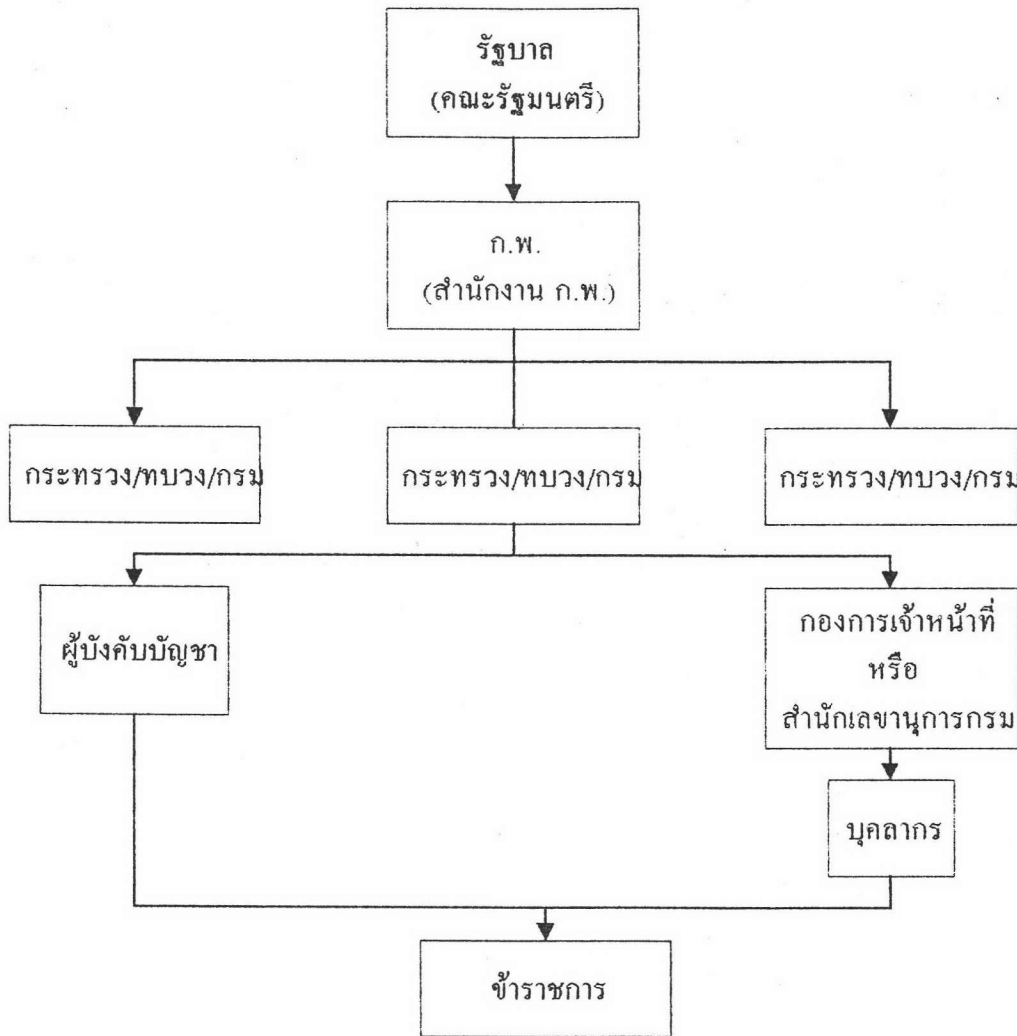 รัฐบาล
(คณะรัฐมนตรี)
ก.พ.
(สำนักงาน ก.พ.)
กระทรวง/ทบวง/กรม
กระทรวง/ทบวง/กรม
กระทรวง/ทบวง/กรม
ผู้บังคับบัญชา
กองการเจ้าหน้าที่
หรือ
สำนักเลขานุการกรม
บุคลากร
ข้าราชการ